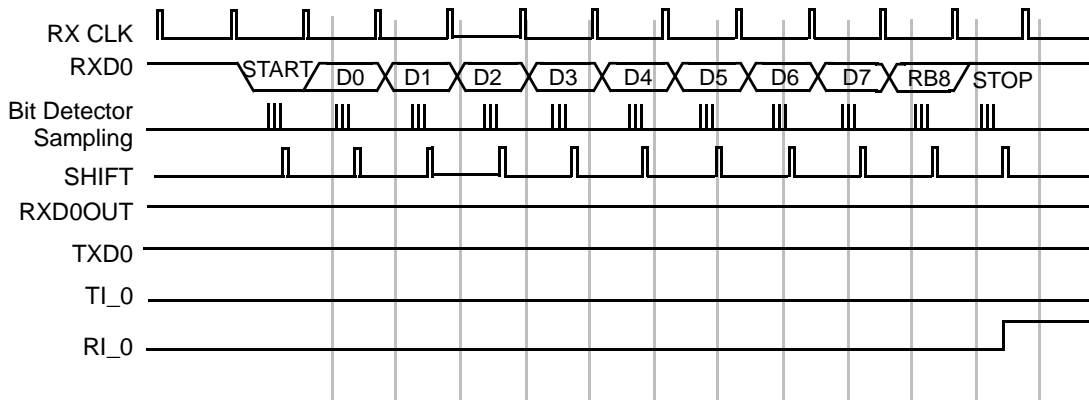 RX CLK
RXD0
START D0 D1 D2 D3 D4 D5 D6 D7 RB8 STOP
Bit Detector
Sampling
SHIFT
RXD0OUT
TXD0
TI_0
RI_0